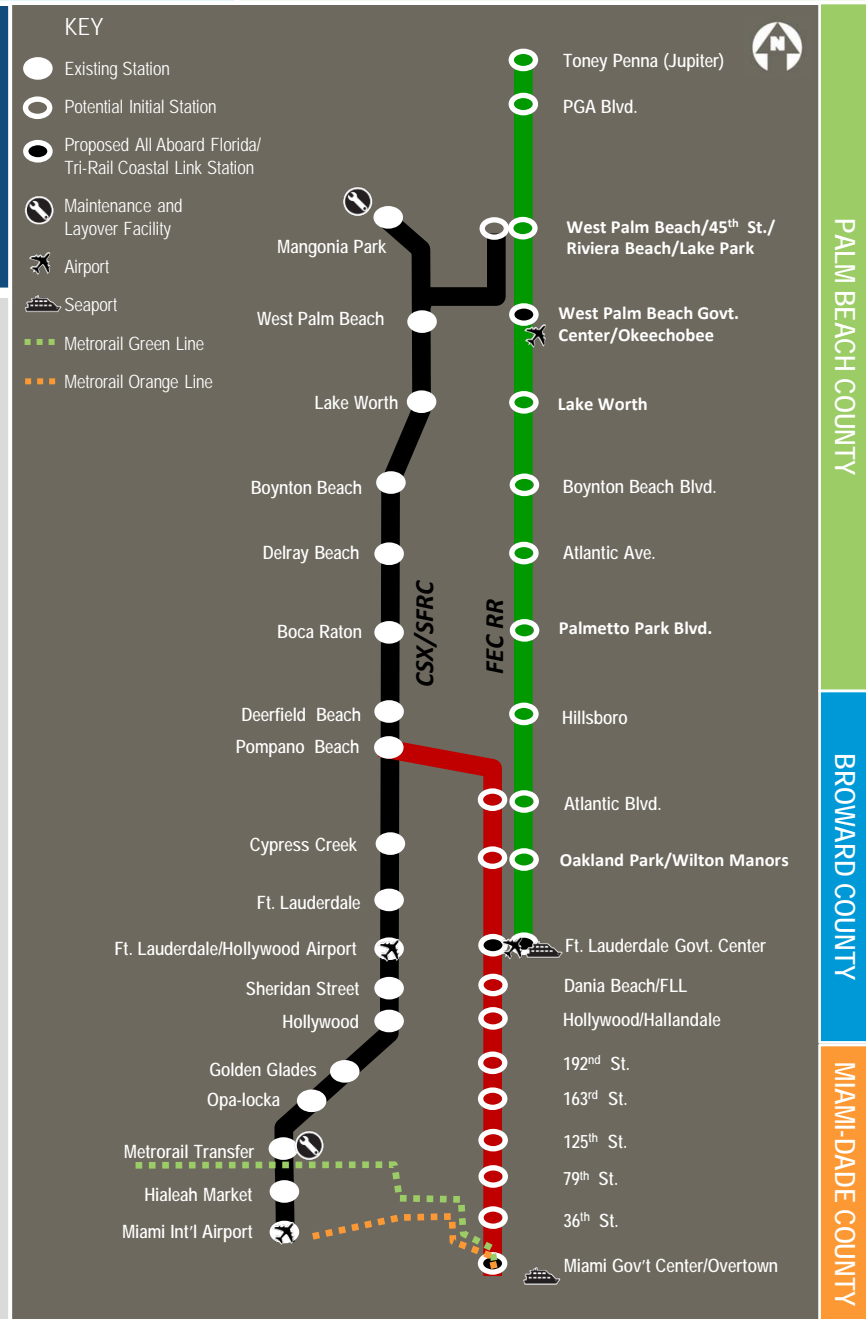 KEY
Existing Station
Potential Initial Station
Proposed All Aboard Florida/
Tri-Rail Coastal Link Station
Maintenance and
Layover Facility
Airport
Seaport
Metrorail Green Line
Metrorail Orange Line
N
Mangonia Park
West Palm Beach
Lake Worth
Boynton Beach
Delray Beach
Boca Raton
Deerfield Beach
Pompano Beach
Cypress Creek
Ft. Lauderdale
Ft. Lauderdale/Hollywood Airport
Sheridan Street
Hollywood
Golden Glades
Opa-locka
Metrorail Transfer
Hialeah Market
Miami Int'l Airport
CSX/SFRC
FEC RR
Toney Penna (Jupiter)
PGA Blvd.
West Palm Beach/45th St./
Riviera Beach/Lake Park
West Palm Beach Govt.
Center/Okeechobee
Lake Worth
Boynton Beach Blvd.
Atlantic Ave.
Palmetto Park Blvd.
Hillsboro
Atlantic Blvd.
Oakland Park/Wilton Manors
Ft. Lauderdale Govt. Center
Dania Beach/FLL
Hollywood/Hallandale
192nd St.
163rd St.
125th St.
79th St.
36th St.
Miami Gov't Center/Overtown
PALM BEACH COUNTY
BROWARD COUNTY
MIAMI-DADE COUNTY